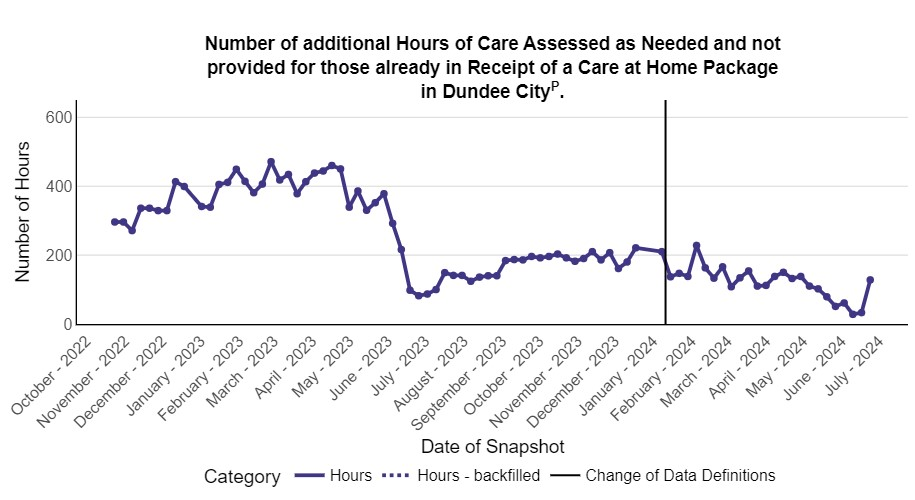 Number of additional Hours of Care Assessed as Needed and not
provided for those already in Receipt of a Care at Home Package
in Dundee Cityᴾ.
Number of Hours
600
400
200
0
October - 2022
November - 2022
December - 2022
January - 2023
February - 2023
March - 2023
April - 2023
May - 2023
June - 2023
July - 2023
August - 2023
September - 2023
October - 2023
November - 2023
December - 2023
January - 2024
February - 2024
March - 2024
April - 2024
May - 2024
June - 2024
July - 2024
Date of Snapshot
Category Hours Hours - backfilled Change of Data Definitions